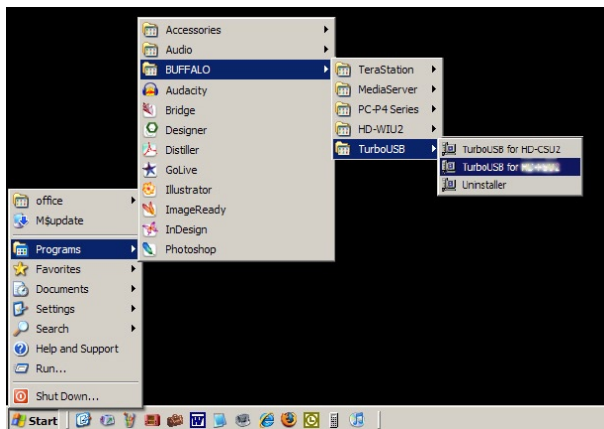 Accessories
Audio
BUFFALO
Audacity
Bridge
Designer
Distiller
GoLive
Illustrator
ImageReady
InDesign
Photoshop
TeraStation
MediaServer
PC-P4 Series
HD-WIU2
TurboUSB
TurboUSB for HD-CSU2
TurboUSB for
Uninstaller
office
M$update
Programs
Favorites
Documents
Settings
Search
Help and Support
Run...
Shut Down...
Start